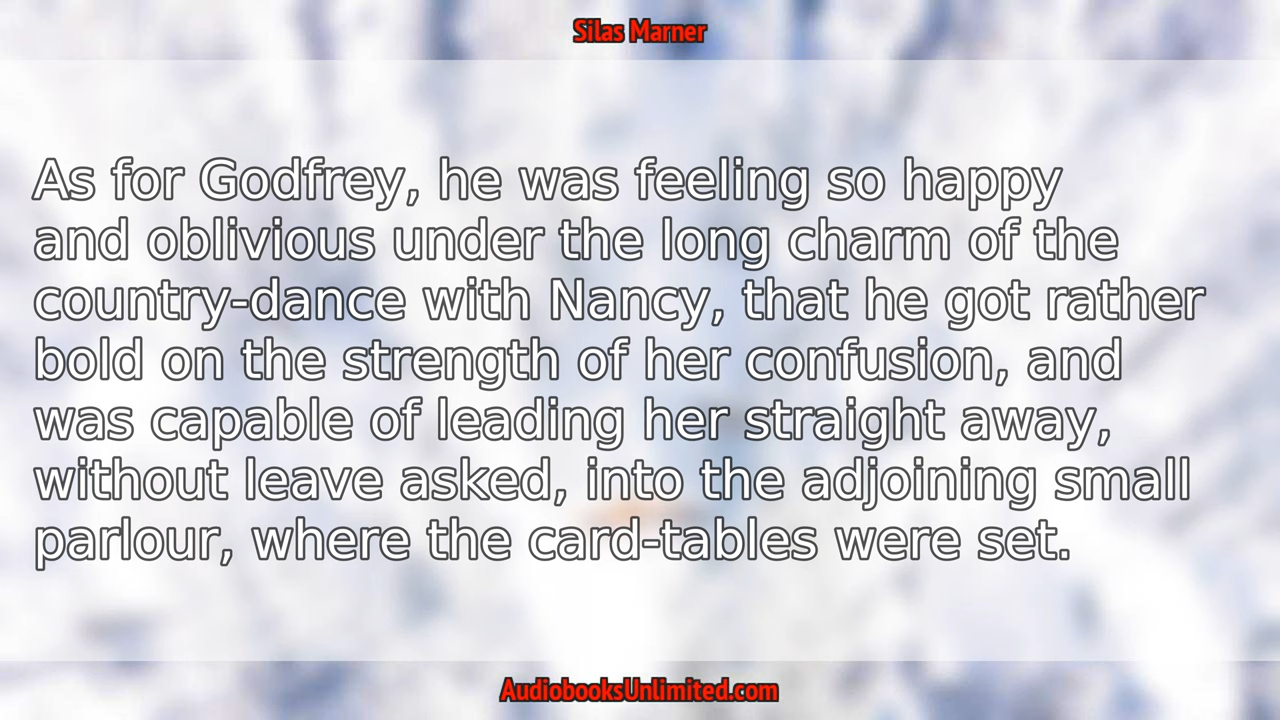 Silas Marner
As for Godfrey, he was feeling so happy
and oblivious under the long charm of the
country-dance with Nancy, that he got rather
bold on the strength of her confusion, and
was capable of leading her straight away,
without leave asked, into the adjoining small
parlour, where the card-tables were set.
AudiobooksUnlimited.com